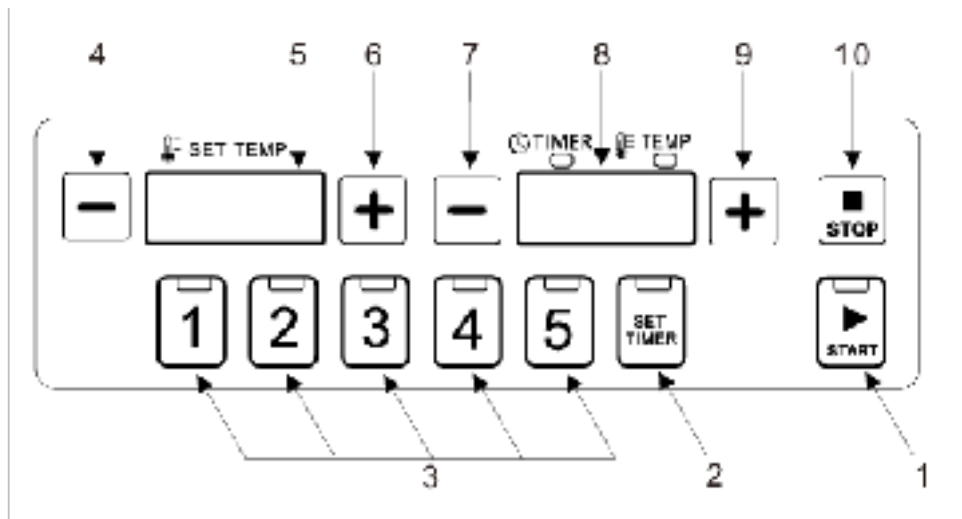 4 5 6 7 8 9 10
SET TEMP TIMER TEMP
− + − + STOP
1 2 3 4 5 SET TIMER START
3 2 1